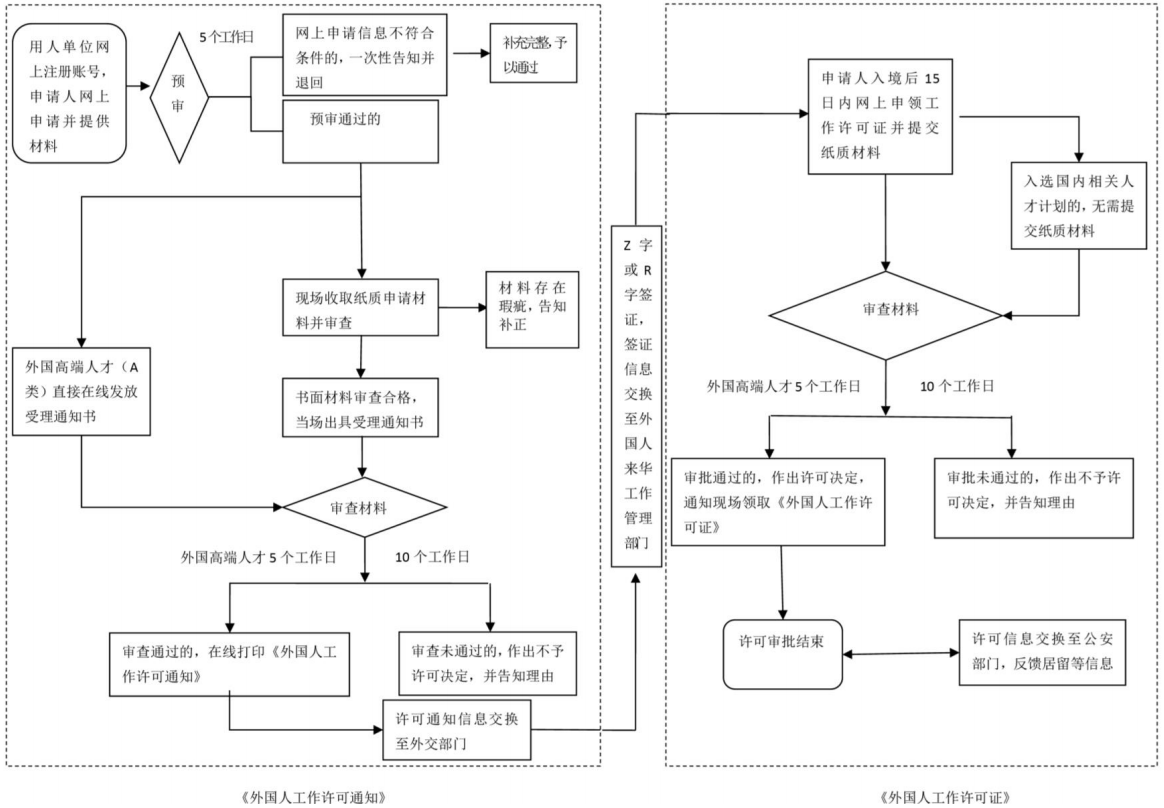 用人单位网
上注册账号，
申请人网上
申请并提供
材料
预
审
5 个工作日
网上申请信息不符合
条件的，一次性告知并
退回
补充完整，予
以通过
预审通过的
现场收取纸质申请材
料并审查
材料存在
瑕疵，告知
补正
外国高端人才（A
类）直接在线发放
受理通知书
书面材料审查合格，
当场出具受理通知书
审查材料
外国高端人才 5 个工作日
10 个工作日
审查通过的，在线打印《外国人工
作许可通知》
审查未通过的，作出不予
许可决定，并告知理由
许可通知信息交换
至外交部门
《外国人工作许可通知》
Z 字
或 R
字签
证，
签证
信息
交换
至外
国人
来华
工作
管理
部门
申请人入境后 15
日内网上申领工
作许可证并提交
纸质材料
入选国内相关人
才计划的，无需提
交纸质材料
审查材料
外国高端人才 5 个工作日
10 个工作日
审批通过的，作出许可决定，
通知现场领取《外国人工作许
可证》
审批未通过的，作出不予许
可决定，并告知理由
许可审批结束
许可信息交换至公安
部门，反馈居留等信息
《外国人工作许可证》